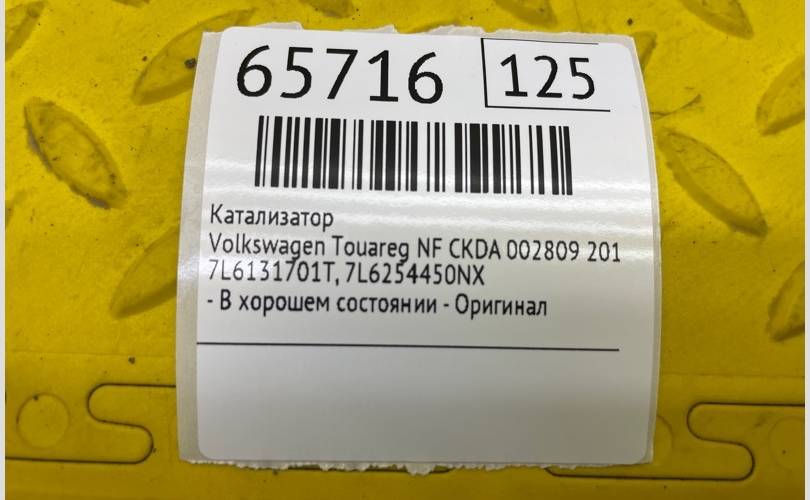 65716 125
Катализатор
Volkswagen Touareg NF CKDA 002809 201
7L6131701T, 7L6254450NX
- В хорошем состоянии - Оригинал